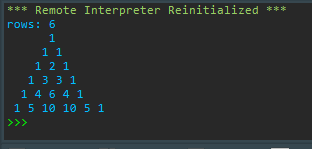 *** Remote Interpreter Reinitialized ***
rows: 6
1
1 1
1 2 1
1 3 3 1
1 4 6 4 1
1 5 10 10 5 1
>>>